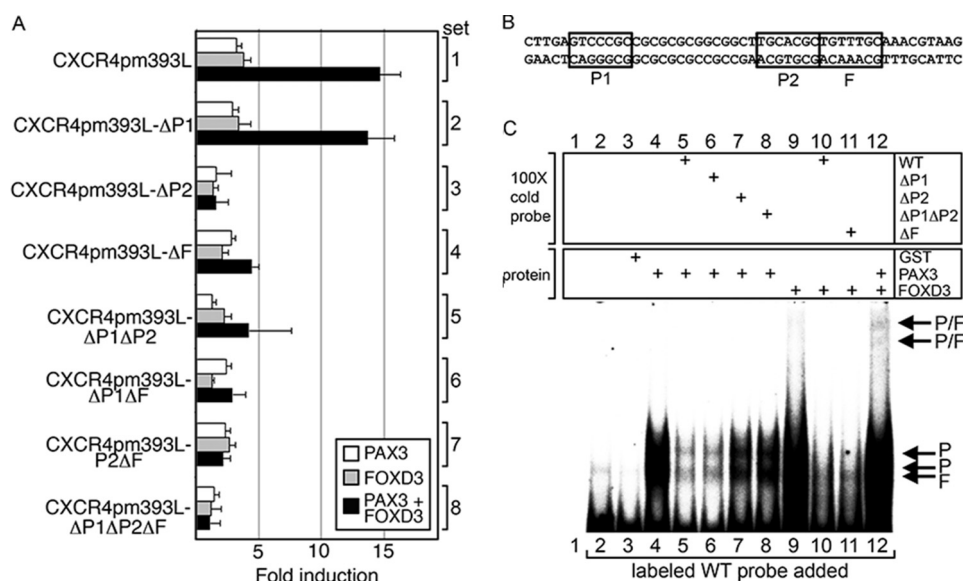 A
set
CXCR4pm393L
1
CXCR4pm393L-ΔP1
2
CXCR4pm393L-ΔP2
3
CXCR4pm393L-ΔF
4
CXCR4pm393L-
ΔP1ΔP2
5
CXCR4pm393L-
ΔP1ΔF
6
CXCR4pm393L-
P2ΔF
7
CXCR4pm393L-
ΔP1ΔP2ΔF
8
PAX3
FOXD3
PAX3 +
FOXD3
5 10 15
Fold induction
B
CTTGAGTCCCGCCGCGCGCGGCGGCTTGCACGCTGTTTGCAAACGTAAG
GAACTCAGGGCGGCGCGCGCCGCCGAACGTGCGACAAACGTTTGCATTC
P1 P2 F
C
1 2 3 4 5 6 7 8 9 10 11 12
100X
cold
probe
+ + WT
+ ΔP1
+ ΔP2
+ ΔP1ΔP2
+ ΔF
protein
+ GST
+ + + + + + PAX3
+ + + + FOXD3
P/F
P/F
P
P
F
1 2 3 4 5 6 7 8 9 10 11 12
labeled WT probe added